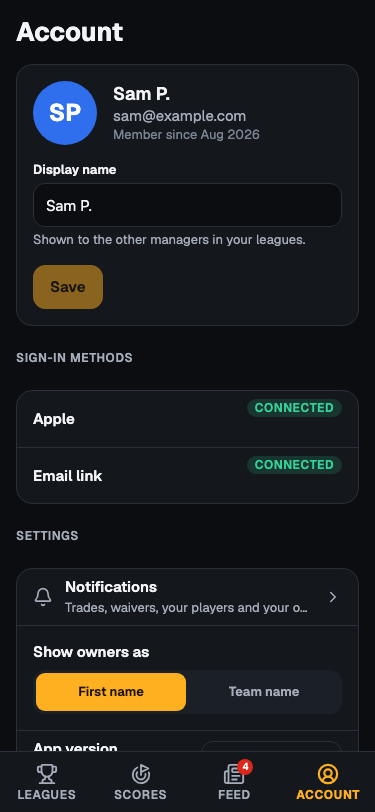 Account
SP
Sam P.
sam@example.com
Member since Aug 2026
Display name
Sam P.
Shown to the other managers in your leagues.
Save
SIGN-IN METHODS
Apple
CONNECTED
Email link
CONNECTED
SETTINGS
Notifications
Trades, waivers, your players and your o...
Show owners as
First name
Team name
App version
4
LEAGUES
SCORES
FEED
ACCOUNT